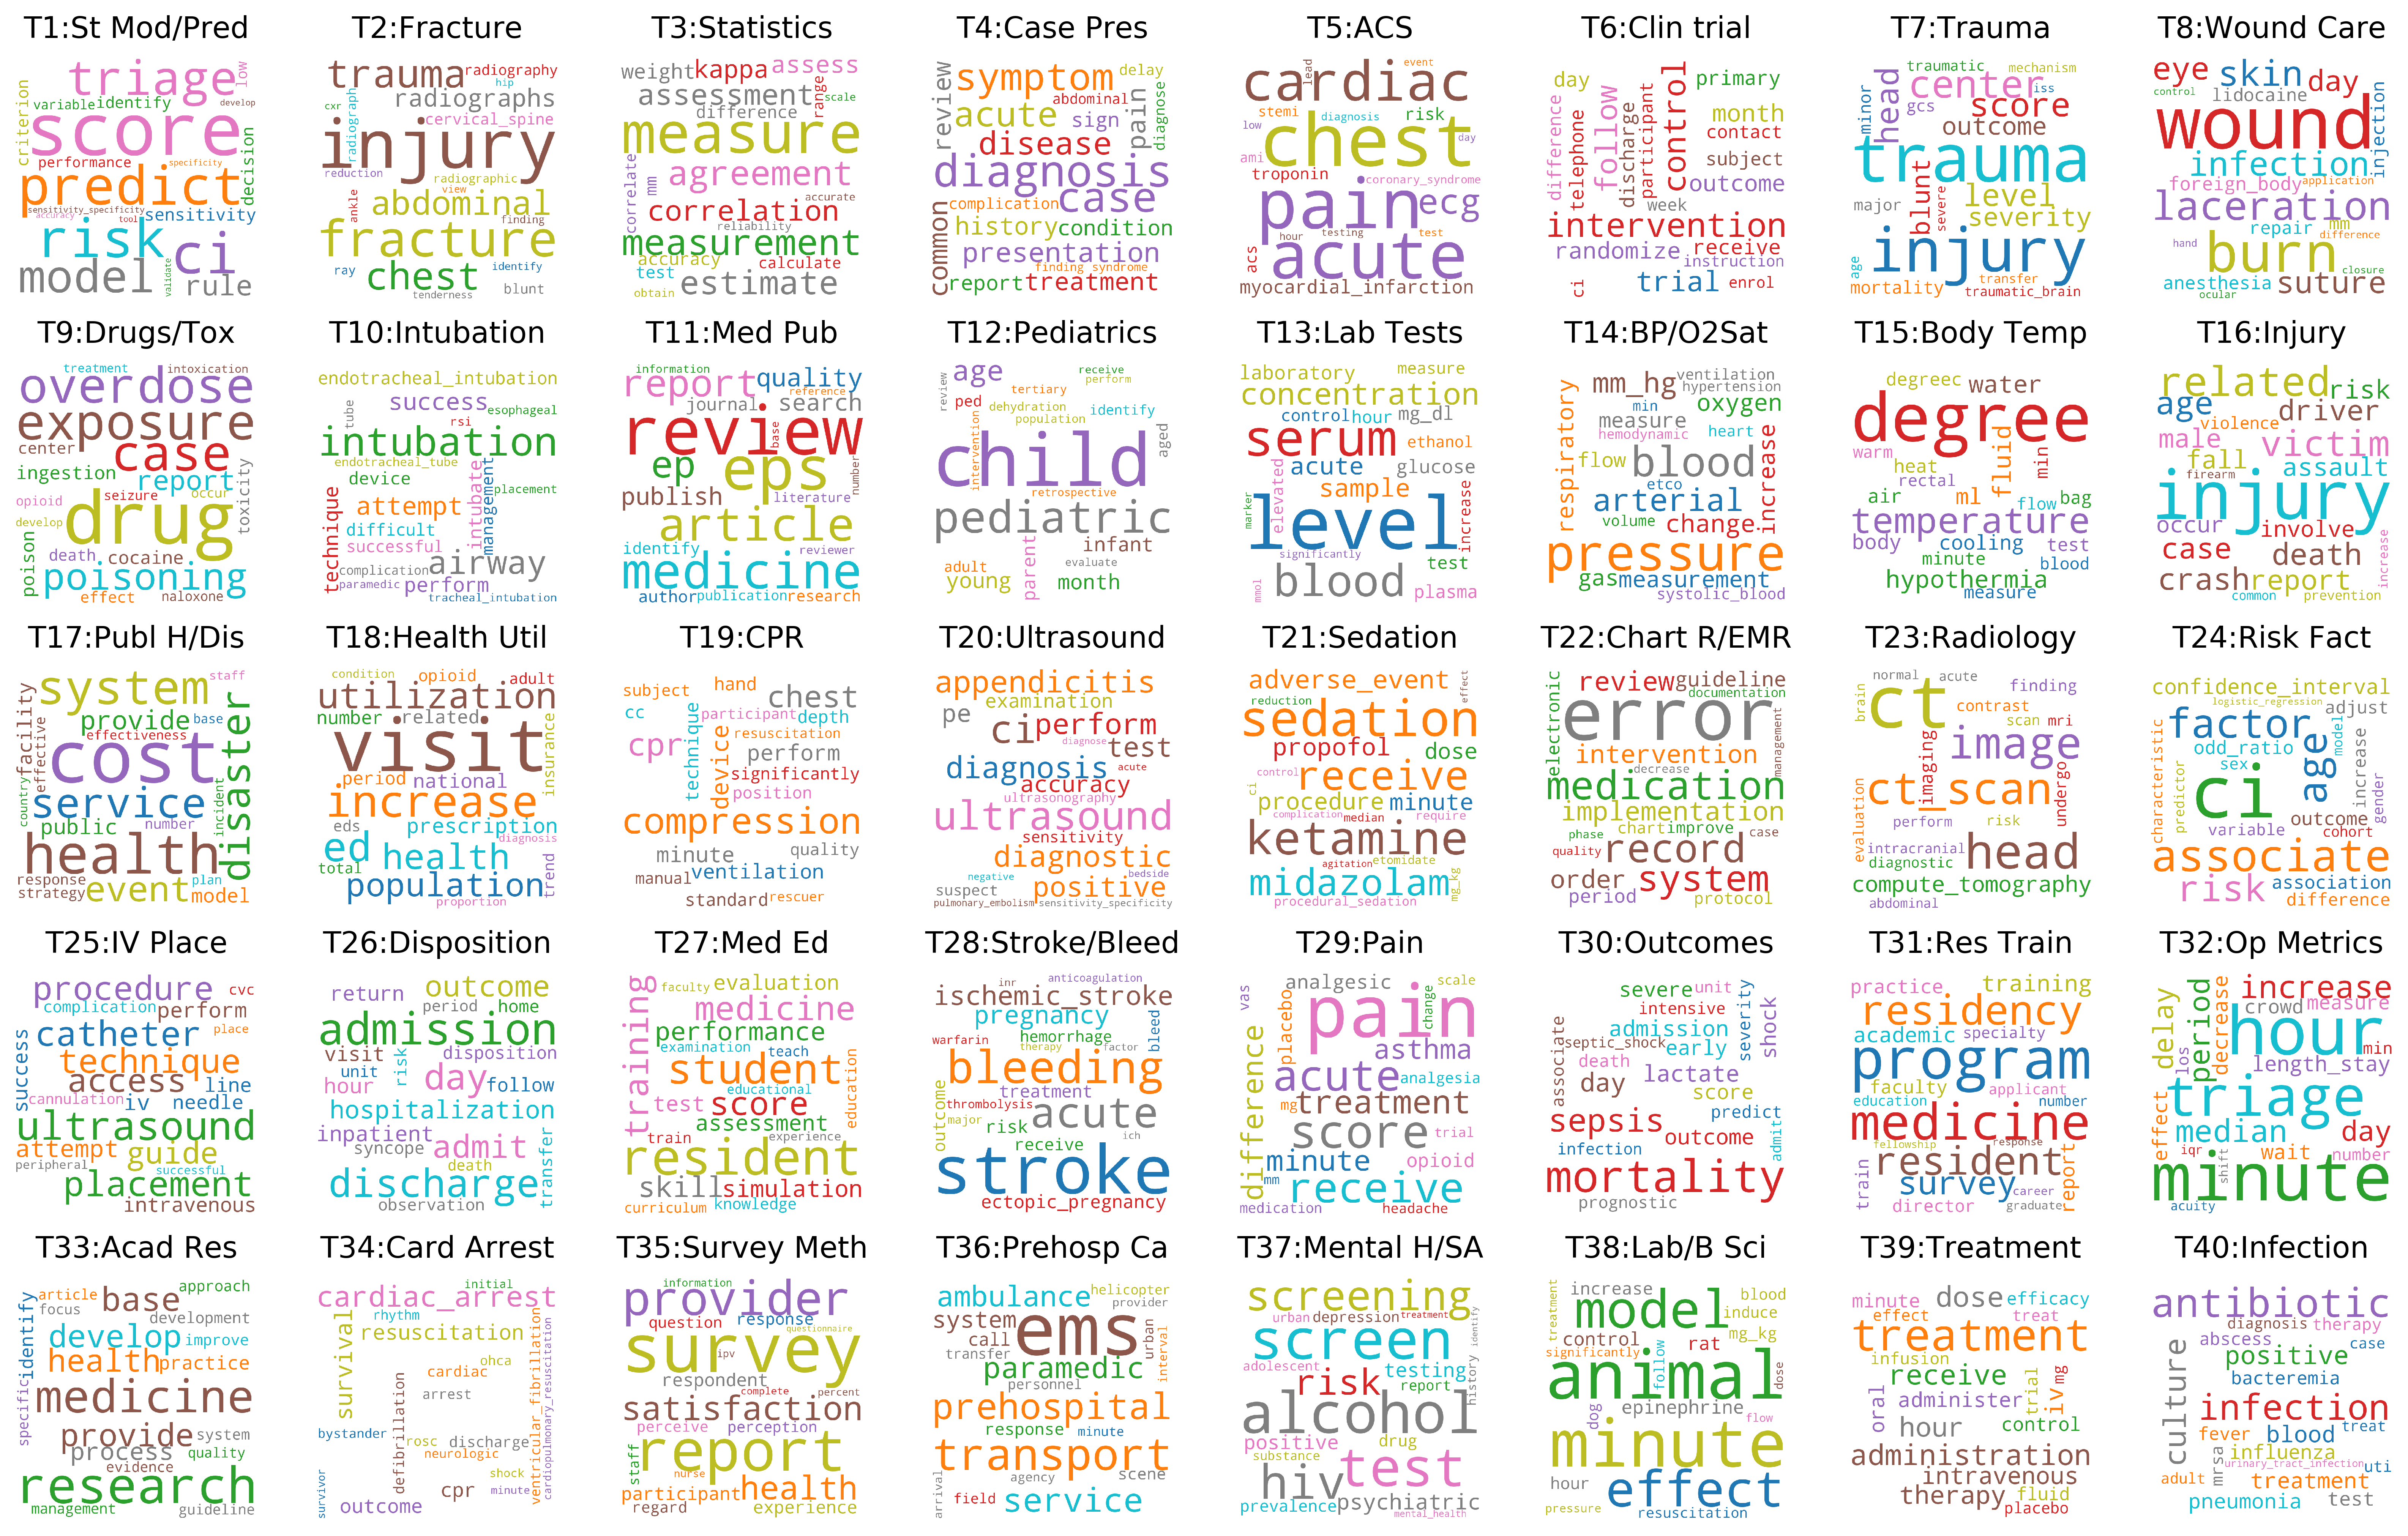 T1:St Mod/Pred
triage
low
criterion
variable
identify
develop
score
performance
specificity
decision
predict
sensitivity_specificity
sensitivity
accuracy
tool
risk
ci
model
validate
rule
T2:Fracture
trauma
radiography
hip
cxr
radiograph
radiographs
cervical_spine
injury
reduction
radiographic
view
ankle
abdominal
finding
fracture
ray
chest
identify
tenderness
blunt
T3:Statistics
weight
kappa
assess
assessment
range
scale
difference
measure
correlate
mm
agreement
accurate
correlation
reliability
measurement
accuracy
calculate
test
estimate
obtain
T4:Case Pres
review
symptom
delay
abdominal
acute
sign
pain
diagnose
disease
diagnosis
complication
case
common
history
condition
presentation
finding
syndrome
report
treatment
T5:ACS
lead
event
cardiac
stemi
diagnosis
risk
low
chest
day
ami
troponin
coronary_syndrome
pain
ecg
hour
testing
test
acs
acute
myocardial_infarction
T6:Clin trial
day
control
primary
difference
telephone
follow
discharge
participant
month
contact
subject
outcome
week
intervention
randomize
receive
instruction
ci
trial
enrol
T7:Trauma
traumatic
mechanism
minor
head
center
iss
gcs
score
outcome
trauma
blunt
severe
level
major
severity
injury
age
transfer
mortality
traumatic_brain
T8:Wound Care
eye
skin
day
control
lidocaine
injection
wound
infection
foreign_body
application
laceration
repair
mm
difference
hand
burn
closure
anesthesia
suture
ocular
T9:Drugs/Tox
treatment
intoxication
overdose
exposure
center
case
ingestion
report
toxicity
seizure
occur
opioid
drug
develop
poison
death
cocaine
poisoning
effect
naloxone
T10:Intubation
endotracheal_intubation
tube
success
esophageal
rsi
intubation
endotracheal_tube
device
intubate
management
placement
technique
attempt
difficult
successful
airway
complication
paramedic
perform
tracheal_intubation
T11:Med Pub
information
report
quality
reference
journal
search
review
base
ep
eps
number
publish
literature
article
identify
reviewer
medicine
author
publication
research
T12:Pediatrics
review
age
receive
perform
tertiary
ped
dehydration
identify
population
intervention
child
aged
retrospective
pediatric
parent
infant
evaluate
adult
young
month
T13:Lab Tests
laboratory
measure
concentration
control
hour
mg_dl
serum
ethanol
elevated
acute
glucose
sample
marker
level
increase
significantly
test
blood
mmol
plasma
T14:BP/O2Sat
mm_hg
ventilation
hypertension
respiratory
min
oxygen
measure
hemodynamic
heart
increase
flow
blood
etco
arterial
volume
change
pressure
gas
measurement
systolic_blood
T15:Body Temp
degreec
water
degree
warm
fluid
min
heat
rectal
air
ml
flow
bag
temperature
body
cooling
test
minute
blood
hypothermia
measure
T16:Injury
related
risk
age
driver
violence
male
victim
fall
assault
firearm
injury
occur
involve
case
death
increase
crash
report
common
prevention
T17:Publ H/Dis
system
staff
facility
effective
provide
base
effectiveness
disaster
cost
country
service
incident
public
number
health
response
event
plan
strategy
model
T18:Health Util
condition
opioid
adult
utilization
number
related
insurance
visit
period
national
increase
eds
prescription
ed
health
diagnosis
total
trend
population
proportion
T19:CPR
subject
hand
chest
cc
technique
participant
depth
cpr
device
resuscitation
perform
significantly
position
compression
minute
quality
manual
ventilation
standard
rescuer
T20:Ultrasound
appendicitis
examination
pe
ci
perform
diagnose
test
diagnosis
acute
accuracy
ultrasonography
ultrasound
sensitivity
diagnostic
negative
bedside
suspect
positive
pulmonary_embolism
sensitivity_specificity
T21:Sedation
adverse_event
effect
reduction
sedation
propofol
dose
control
receive
ci
procedure
minute
complication
median
require
ketamine
agitation
etomidate
midazolam
mg_kg
procedural_sedation
T22:Chart R/EMR
electronic
review
guideline
documentation
error
management
intervention
decrease
medication
implementation
phase
chart
improve
case
quality
record
order
system
period
protocol
T23:Radiology
normal
acute
brain
ct
finding
contrast
scan
mri
imaging
image
evaluation
ct_scan
undergo
perform
risk
intracranial
diagnostic
head
compute_tomography
abdominal
T24:Risk Fact
confidence_interval
logistic_regression
adjust
characteristic
factor
odd_ratio
age
model
increase
sex
predictor
ci
gender
outcome
variable
cohort
associate
risk
association
difference
T25:IV Place
procedure
cvc
complication
perform
success
catheter
place
technique
access
line
cannulation
iv
needle
ultrasound
attempt
guide
peripheral
successful
placement
intravenous
T26:Disposition
return
outcome
period
home
admission
visit
risk
disposition
unit
hour
day
follow
hospitalization
inpatient
admit
transfer
syncope
death
discharge
observation
T27:Med Ed
training
faculty
evaluation
medicine
performance
examination
teach
student
education
educational
test
score
assessment
train
experience
resident
skill
simulation
curriculum
knowledge
T28:Stroke/Bleed
inr
anticoagulation
ischemic_stroke
pregnancy
bleed
warfarin
hemorrhage
therapy
factor
bleeding
outcome
treatment
thrombolysis
acute
major
risk
ich
receive
stroke
ectopic_pregnancy
T29:Pain
vas
analgesic
scale
placebo
pain
change
difference
asthma
acute
analgesia
mg
treatment
score
trial
minute
opioid
mm
receive
medication
headache
T30:Outcomes
severe
unit
severity
shock
intensive
associate
admission
septic_shock
early
death
lactate
day
score
predict
sepsis
outcome
infection
admit
mortality
prognostic
T31:Res Train
practice
training
residency
academic
specialty
program
faculty
applicant
education
number
medicine
fellowship
response
resident
report
train
survey
career
director
graduate
T32:Op Metrics
delay
period
decrease
increase
crowd
measure
hour
los
min
length_stay
triage
effect
median
day
iqr
shift
wait
number
minute
acuity
T33:Acad Res
identify
article
base
approach
focus
development
develop
improve
health
practice
specific
medicine
provide
system
process
quality
evidence
research
management
guideline
T34:Card Arrest
initial
cardiac_arrest
survival
rhythm
resuscitation
ventricular_fibrillation
cardiopulmonary_resuscitation
ohca
cardiac
defibrillation
arrest
bystander
rosc
discharge
neurologic
shock
survivor
cpr
minute
outcome
T35:Survey Meth
information
provider
question
response
questionnaire
survey
ipv
respondent
complete
percent
satisfaction
perceive
perception
report
staff
nurse
participant
health
regard
experience
T36:Prehosp Ca
ambulance
helicopter
provider
system
ems
urban
interval
call
transfer
paramedic
personnel
prehospital
response
minute
transport
arrival
agency
scene
field
service
T37:Mental H/SA
screening
urban
depression
treatment
identify
screen
adolescent
risk
testing
history
report
alcohol
positive
drug
substance
test
hiv
prevalence
psychiatric
mental_health
T38:Lab/B Sci
treatment
increase
model
blood
induce
control
rat
mg_kg
significantly
follow
animal
dose
dog
epinephrine
flow
minute
hour
effect
pressure
resuscitation
T39:Treatment
minute
dose
efficacy
effect
treat
treatment
infusion
receive
trial
iv
mg
oral
administer
hour
control
administration
intravenous
therapy
fluid
placebo
T40:Infection
antibiotic
diagnosis
therapy
abscess
case
culture
positive
bacteremia
infection
fever
blood
treat
mrsa
influenza
urinary_tract_infection
uti
adult
treatment
pneumonia
test